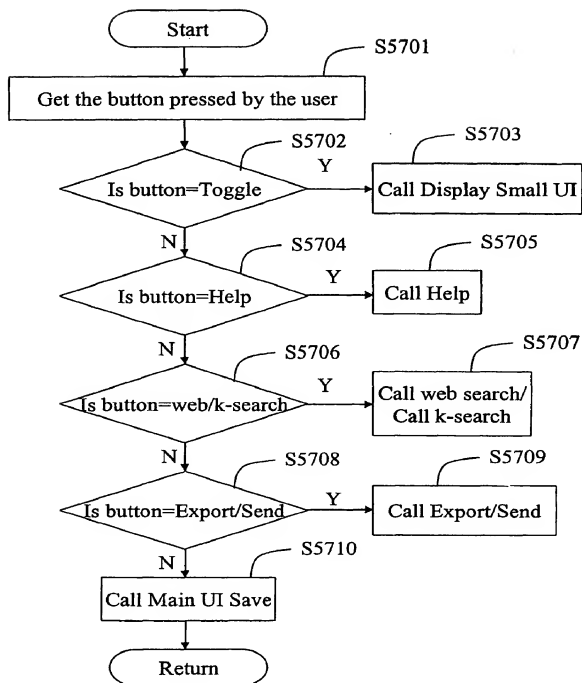 Start
S5701
Get the button pressed by the user
S5702
Is button=Toggle
Y
S5703
Call Display Small UI
N
S5704
Is button=Help
Y
S5705
Call Help
N
S5706
Is button=web/k-search
Y
S5707
Call web search/
Call k-search
N
S5708
Is button=Export/Send
Y
S5709
Call Export/Send
N
S5710
Call Main UI Save
Return